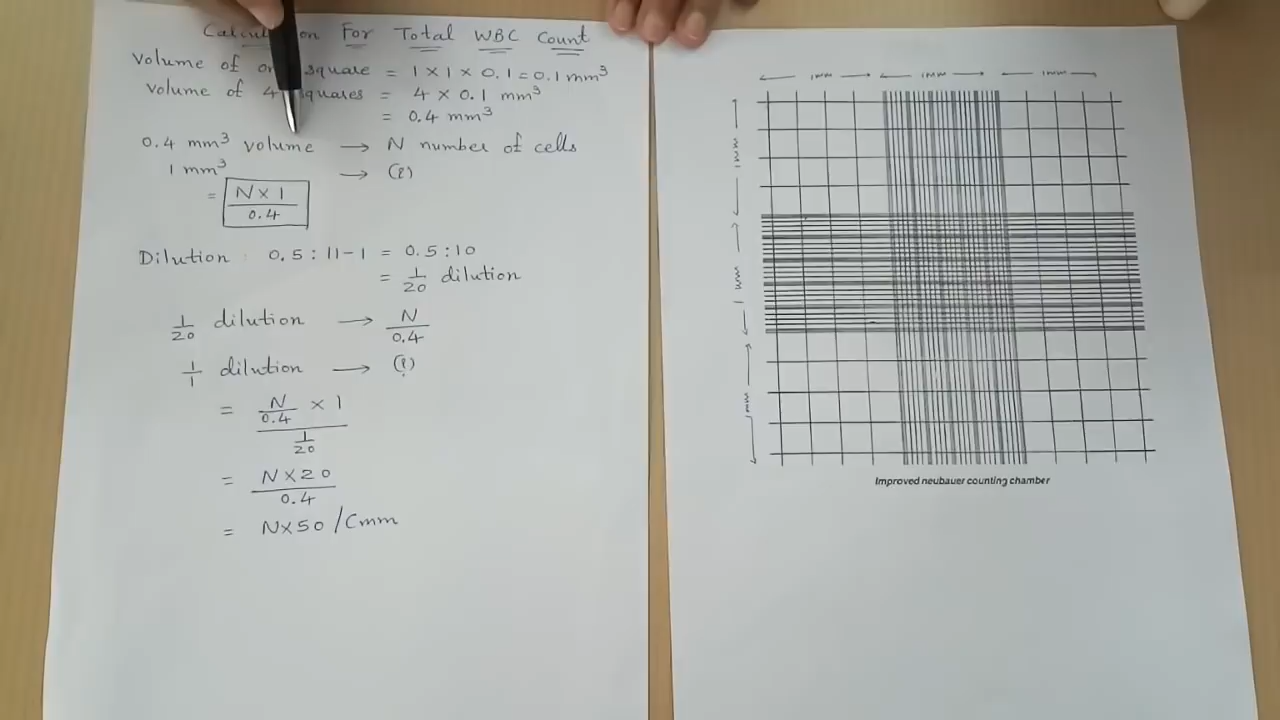 Calculation For Total WBC Count
Volume of one square = 1 × 1 × 0.1 = 0.1 mm³
volume of 4 squares = 4 × 0.1 mm³
= 0.4 mm³
0.4 mm³ volume → N number of cells
1 mm³ → (?)
= N × 1 / 0.4
Dilution : 0.5 : 11 - 1 = 0.5 : 10
= 1/20 dilution
1/20 dilution → N/0.4
1/1 dilution → (?)
= N/0.4 × 1 / 1/20
= N × 20 / 0.4
= N × 50 / Cmm
1mm 1mm 1mm
1mm
1mm
1mm
Improved neubauer counting chamber